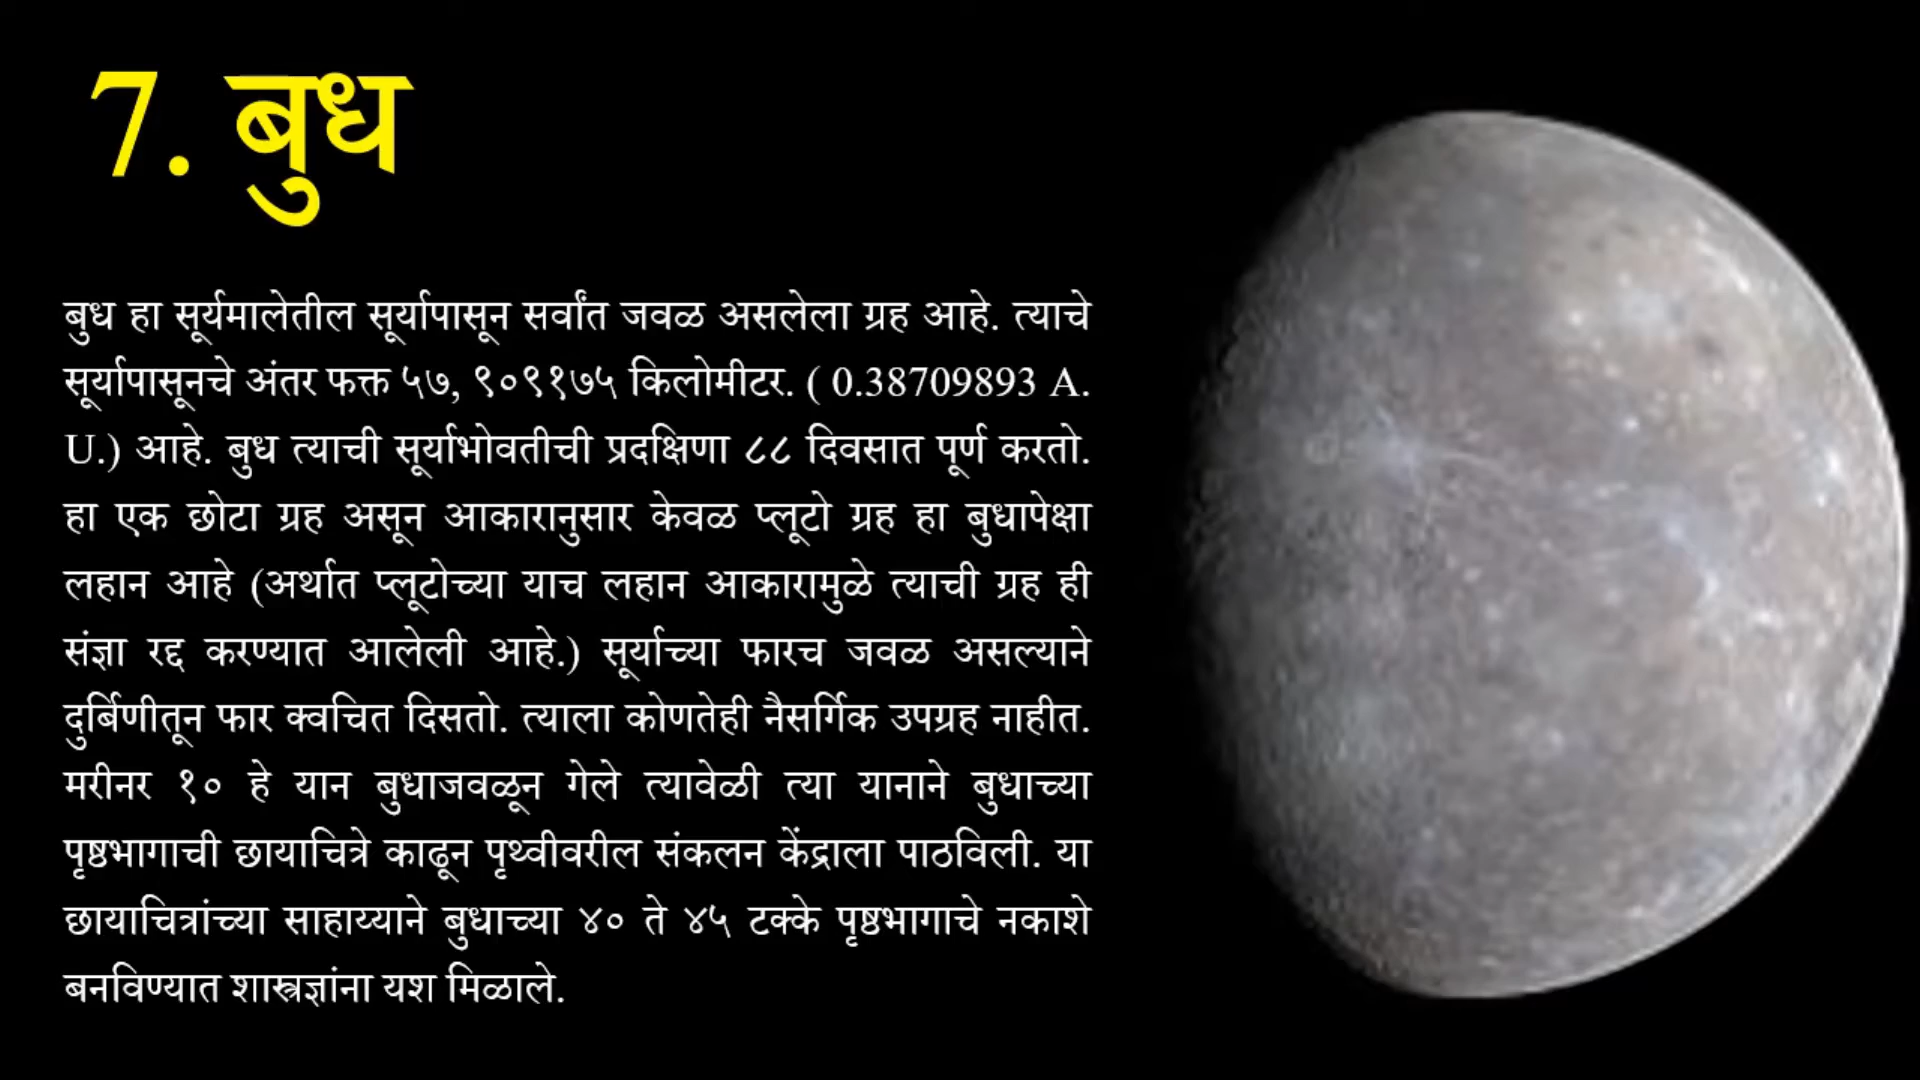 7. बुध
बुध हा सूर्यमालेतील सूर्यापासून सर्वांत जवळ असलेला ग्रह आहे. त्याचे
सूर्यापासूनचे अंतर फक्त ५७, ९०९१७५ किलोमीटर. ( 0.38709893 A.
U.) आहे. बुध त्याची सूर्याभोवतीची प्रदक्षिणा ८८ दिवसात पूर्ण करतो.
हा एक छोटा ग्रह असून आकारानुसार केवळ प्लूटो ग्रह हा बुधापेक्षा
लहान आहे (अर्थात प्लूटोच्या याच लहान आकारामुळे त्याची ग्रह ही
संज्ञा रद्द करण्यात आलेली आहे.) सूर्याच्या फारच जवळ असल्याने
दुर्बिणीतून फार क्वचित दिसतो. त्याला कोणतेही नैसर्गिक उपग्रह नाहीत.
मरीनर १० हे यान बुधाजवळून गेले त्यावेळी त्या यानाने बुधाच्या
पृष्ठभागाची छायाचित्रे काढून पृथ्वीवरील संकलन केंद्राला पाठविली. या
छायाचित्रांच्या साहाय्याने बुधाच्या ४० ते ४५ टक्के पृष्ठभागाचे नकाशे
बनविण्यात शास्त्रज्ञांना यश मिळाले.